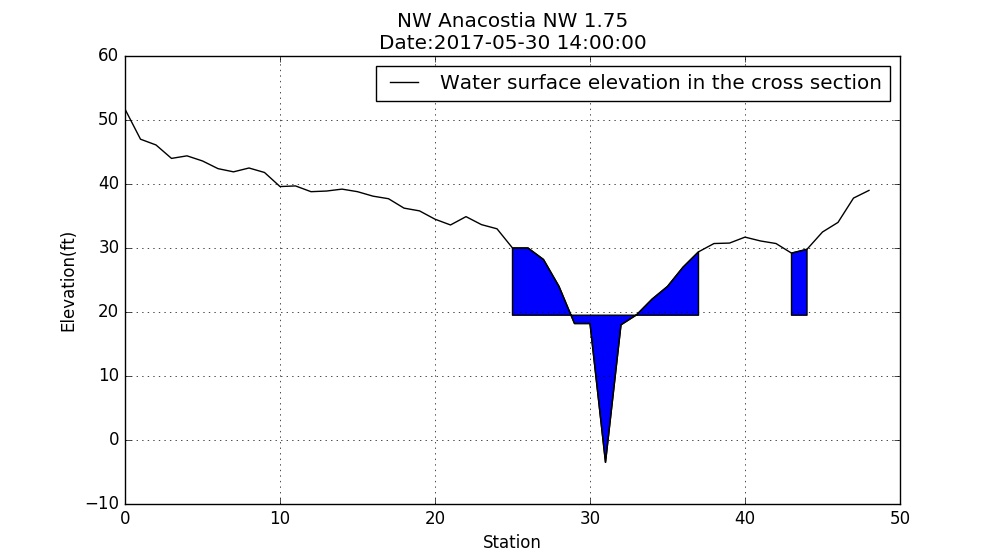 NW Anacostia NW 1.75
Date:2017-05-30 14:00:00
Water surface elevation in the cross section
60
50
40
30
20
10
0
−10
Elevation(ft)
0 10 20 30 40 50
Station